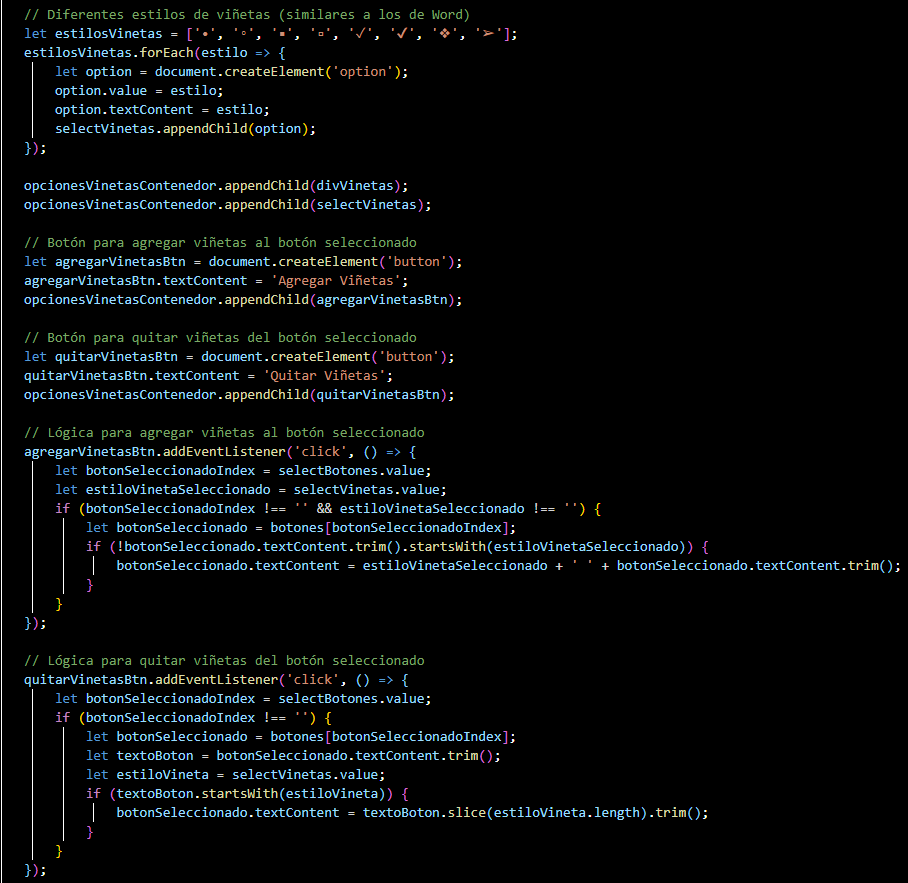 // Diferentes estilos de viñetas (similares a los de Word)
let estilosVinetas = ['•', '◦', '▪', '▫', '✓', '✔', '❖', '➢'];
estilosVinetas.forEach(estilo => {
    let option = document.createElement('option');
    option.value = estilo;
    option.textContent = estilo;
    selectVinetas.appendChild(option);
});

opcionesVinetasContenedor.appendChild(divVinetas);
opcionesVinetasContenedor.appendChild(selectVinetas);

// Botón para agregar viñetas al botón seleccionado
let agregarVinetasBtn = document.createElement('button');
agregarVinetasBtn.textContent = 'Agregar Viñetas';
opcionesVinetasContenedor.appendChild(agregarVinetasBtn);

// Botón para quitar viñetas del botón seleccionado
let quitarVinetasBtn = document.createElement('button');
quitarVinetasBtn.textContent = 'Quitar Viñetas';
opcionesVinetasContenedor.appendChild(quitarVinetasBtn);

// Lógica para agregar viñetas al botón seleccionado
agregarVinetasBtn.addEventListener('click', () => {
    let botonSeleccionadoIndex = selectBotones.value;
    let estiloVinetaSeleccionado = selectVinetas.value;
    if (botonSeleccionadoIndex !== '' && estiloVinetaSeleccionado !== '') {
        let botonSeleccionado = botones[botonSeleccionadoIndex];
        if (!botonSeleccionado.textContent.trim().startsWith(estiloVinetaSeleccionado)) {
            botonSeleccionado.textContent = estiloVinetaSeleccionado + ' ' + botonSeleccionado.textContent.trim();
        }
    }
});

// Lógica para quitar viñetas del botón seleccionado
quitarVinetasBtn.addEventListener('click', () => {
    let botonSeleccionadoIndex = selectBotones.value;
    if (botonSeleccionadoIndex !== '') {
        let botonSeleccionado = botones[botonSeleccionadoIndex];
        let textoBoton = botonSeleccionado.textContent.trim();
        let estiloVineta = selectVinetas.value;
        if (textoBoton.startsWith(estiloVineta)) {
            botonSeleccionado.textContent = textoBoton.slice(estiloVineta.length).trim();
        }
    }
});